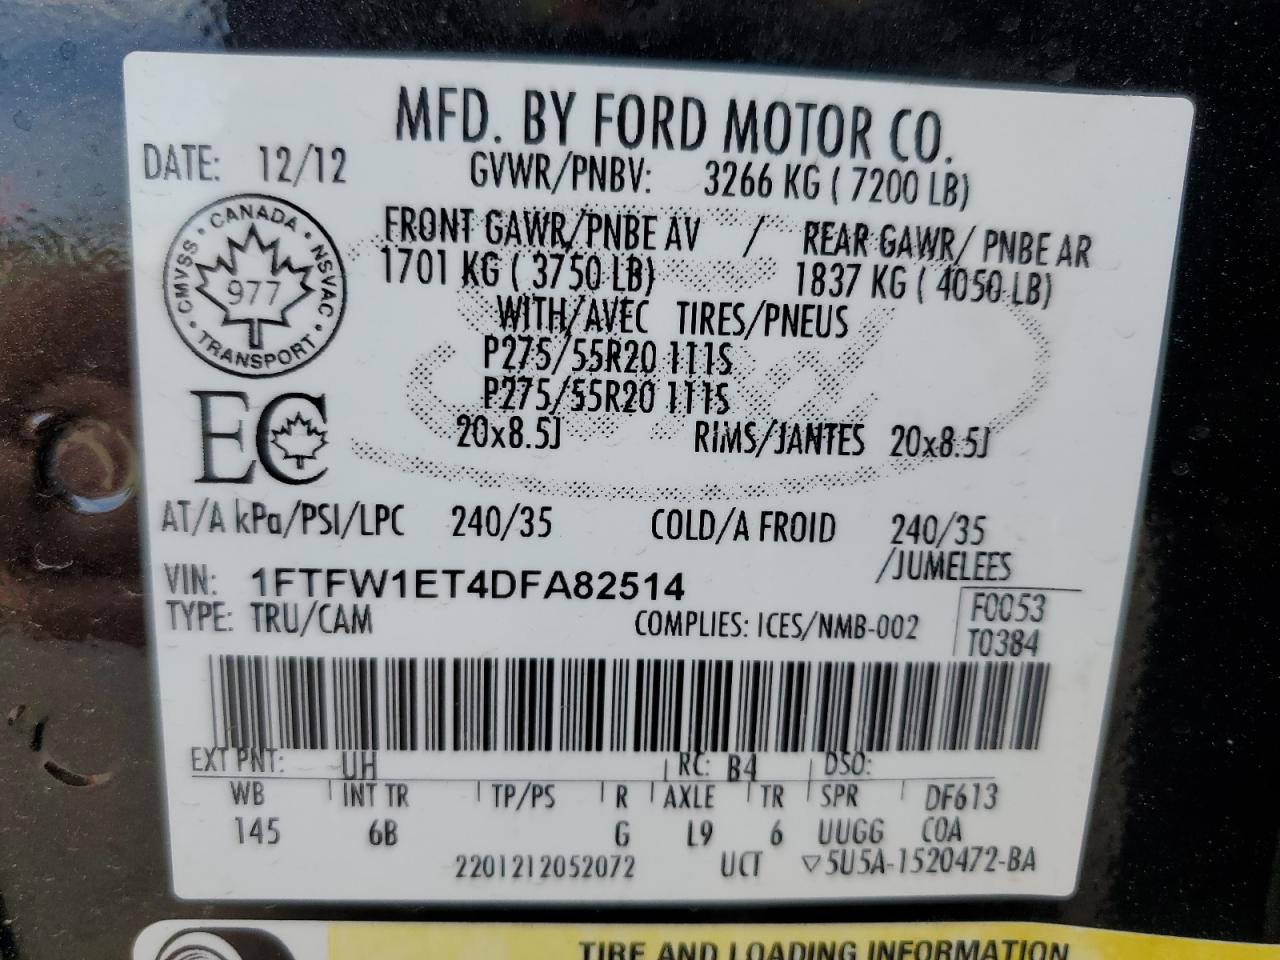 MFD. BY FORD MOTOR CO.
DATE: 12/12 GVWR/PNBV: 3266 KG ( 7200 LB)
CANADA · NSVAC · TRANSPORT · CMVSS ·
977
FRONT GAWR/PNBE AV / REAR GAWR/ PNBE AR
1701 KG ( 3750 LB) 1837 KG ( 4050 LB)
WITH/AVEC TIRES/PNEUS
P275/55R20 111S
P275/55R20 111S
EC
20x8.5J RIMS/JANTES 20x8.5J
AT/A kPa/PSI/LPC 240/35 COLD/A FROID 240/35
/JUMELEES
VIN: 1FTFW1ET4DFA82514
TYPE: TRU/CAM COMPLIES: ICES/NMB-002
F0053
T0384
EXT PNT: UH RC: B4 DSO:
WB INT TR TP/PS R AXLE TR SPR DF613
145 6B G L9 6 UUGG COA
2201212052072 UCT ▽5U5A-1520472-BA
TIRE AND LOADING INFORMATION